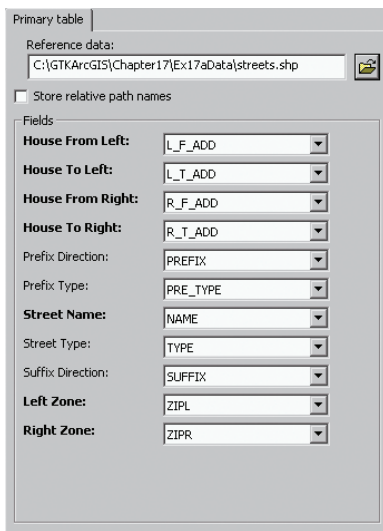 Primary table
Reference data:
C:\GTKArcGIS\Chapter17\Ex17aData\streets.shp
Store relative path names
Fields
House From Left: L_F_ADD
House To Left: L_T_ADD
House From Right: R_F_ADD
House To Right: R_T_ADD
Prefix Direction: PREFIX
Prefix Type: PRE_TYPE
Street Name: NAME
Street Type: TYPE
Suffix Direction: SUFFIX
Left Zone: ZIPL
Right Zone: ZIPR